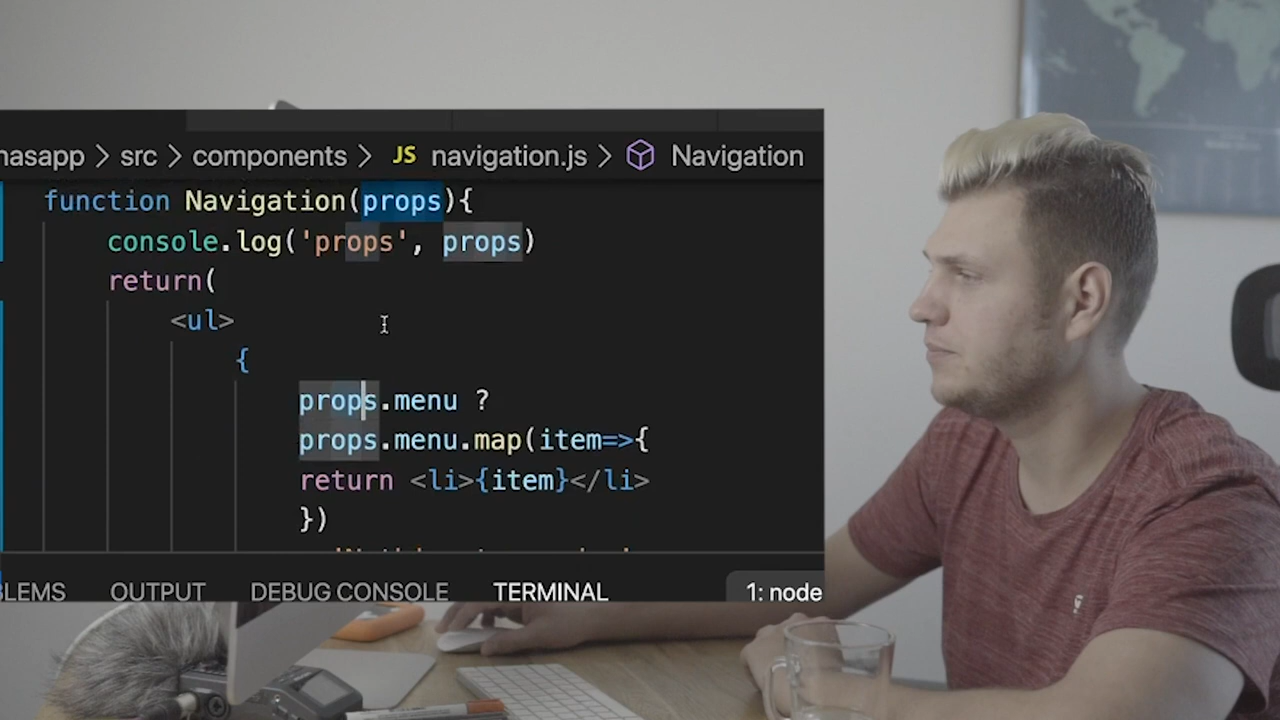 nasapp > src > components > JS navigation.js > Navigation
function Navigation(props){
console.log('props', props)
return(
<ul>
{
props.menu ?
props.menu.map(item=>{
return <li>{item}</li>
})
BLEMS OUTPUT DEBUG CONSOLE TERMINAL 1: node